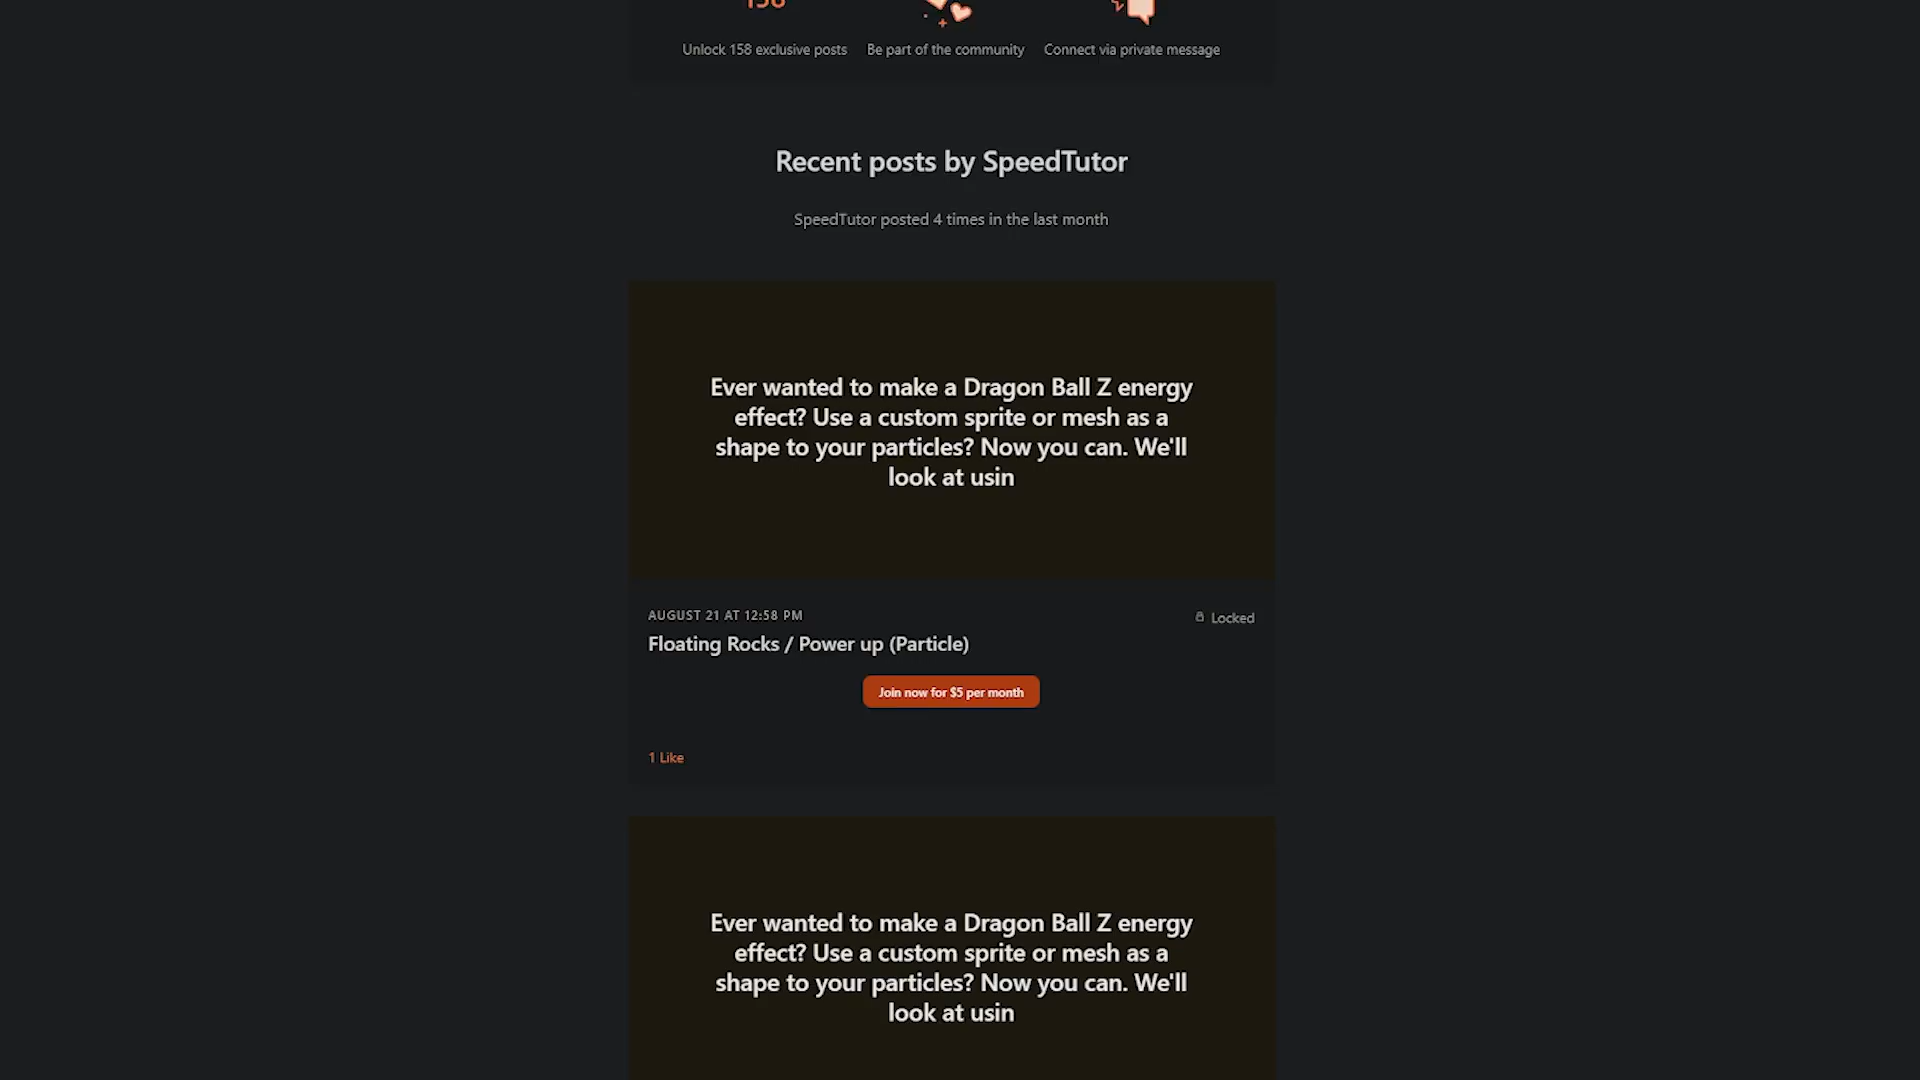 158
Unlock 158 exclusive posts
Be part of the community
Connect via private message
Recent posts by SpeedTutor
SpeedTutor posted 4 times in the last month
Ever wanted to make a Dragon Ball Z energy
effect? Use a custom sprite or mesh as a
shape to your particles? Now you can. We'll
look at usin
AUGUST 21 AT 12:58 PM
Locked
Floating Rocks / Power up (Particle)
Join now for $5 per month
1 Like
Ever wanted to make a Dragon Ball Z energy
effect? Use a custom sprite or mesh as a
shape to your particles? Now you can. We'll
look at usin